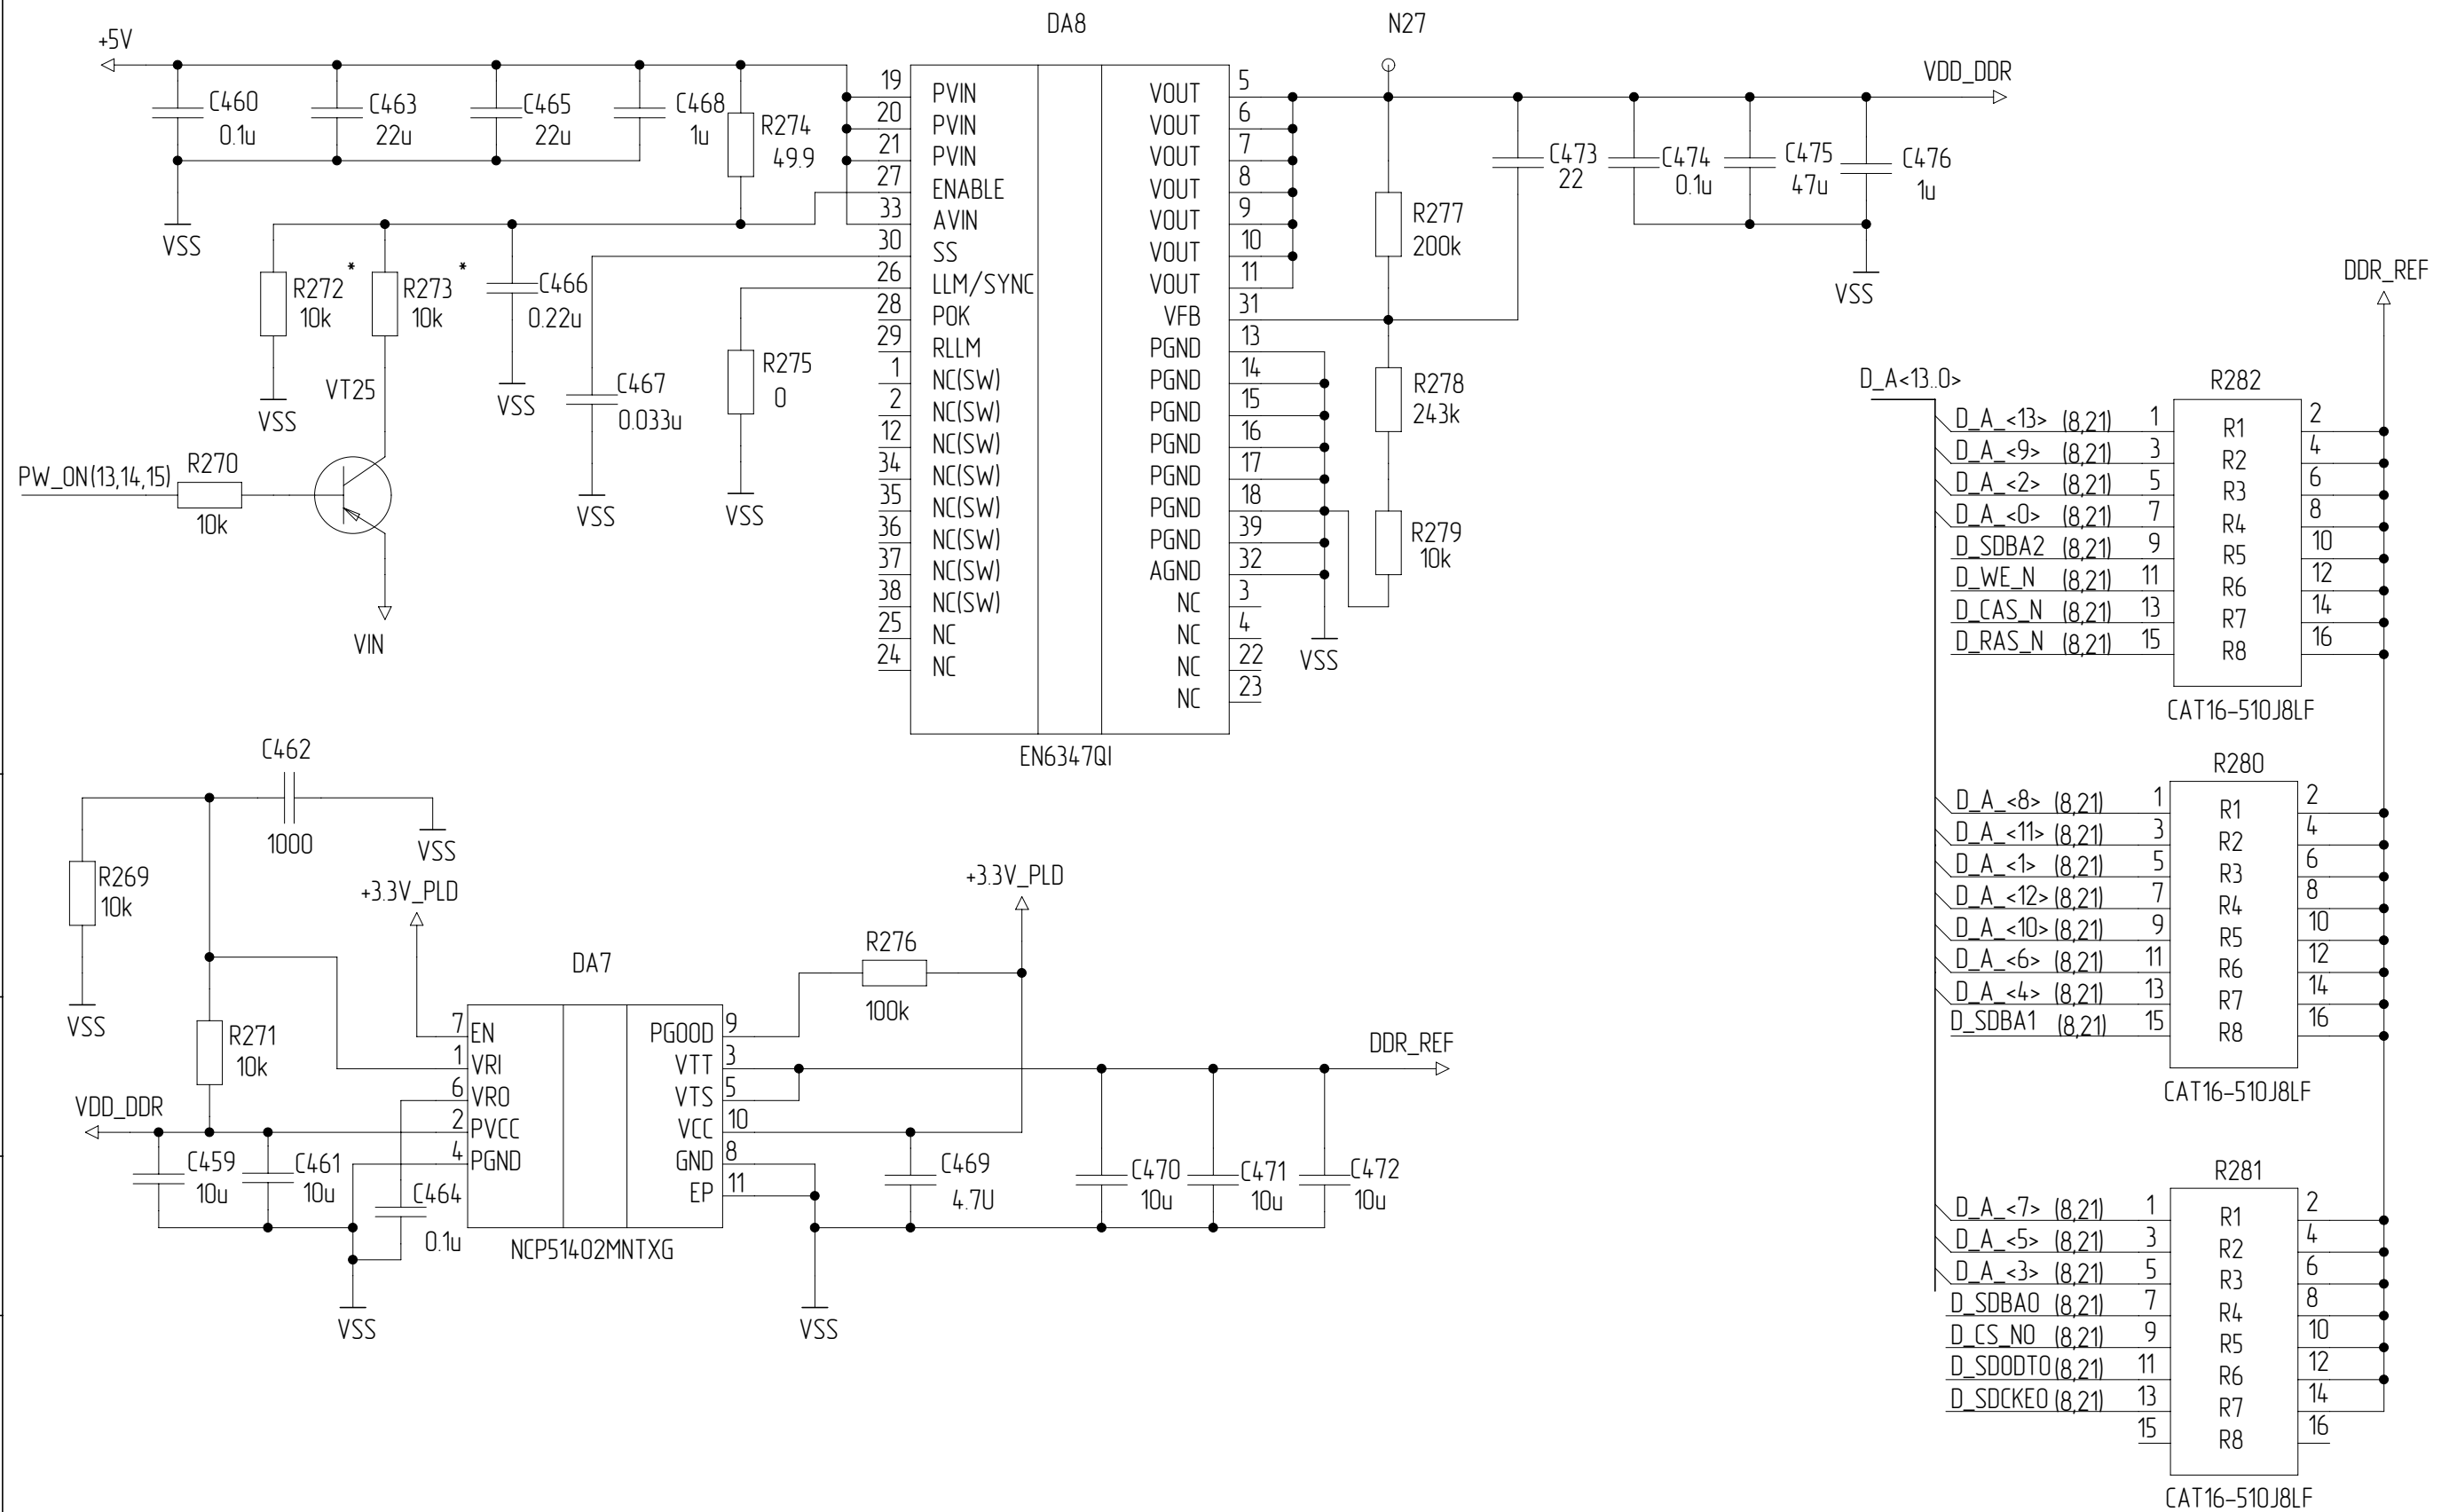 DA8
N27
+5V
VDD_DDR
C460
0.1u
C463
22u
C465
22u
C468
1u
R274
49.9
VSS
19 PVIN
20 PVIN
21 PVIN
27 ENABLE
33 AVIN
30 SS
26 LLM/SYNC
28 POK
29 RLLM
1 NC(SW)
2 NC(SW)
12 NC(SW)
34 NC(SW)
35 NC(SW)
36 NC(SW)
37 NC(SW)
38 NC(SW)
25 NC
24 NC
VOUT 5
VOUT 6
VOUT 7
VOUT 8
VOUT 9
VOUT 10
VOUT 11
VFB 31
PGND 13
PGND 14
PGND 15
PGND 16
PGND 17
PGND 18
PGND 39
AGND 32
NC 3
NC 4
NC 22
NC 23
EN6347QI
C473
22
C474
0.1u
C475
47u
C476
1u
VSS
R277
200k
R278
243k
R279
10k
VSS
R272 *
10k
VSS
R273 *
10k
C466
0.22u
VSS
C467
0.033u
VSS
R275
0
VSS
VT25
PW_ON(13,14,15)
R270
10k
VIN
C462
1000
VSS
R269
10k
VSS
R271
10k
+3.3V_PLD
DA7
7 EN
1 VRI
6 VRO
2 PVCC
4 PGND
PGOOD 9
VTT 3
VTS 5
VCC 10
GND 8
EP 11
NCP51402MNTXG
VDD_DDR
C459
10u
C461
10u
C464
0.1u
VSS
R276
100k
+3.3V_PLD
DDR_REF
C469
4.7U
C470
10u
C471
10u
C472
10u
VSS
DDR_REF
D_A<13..0>
R282
D_A_<13> (8,21) 1 R1 2
D_A_<9> (8,21) 3 R2 4
D_A_<2> (8,21) 5 R3 6
D_A_<0> (8,21) 7 R4 8
D_SDBA2 (8,21) 9 R5 10
D_WE_N (8,21) 11 R6 12
D_CAS_N (8,21) 13 R7 14
D_RAS_N (8,21) 15 R8 16
CAT16-510J8LF
R280
D_A_<8> (8,21) 1 R1 2
D_A_<11> (8,21) 3 R2 4
D_A_<1> (8,21) 5 R3 6
D_A_<12> (8,21) 7 R4 8
D_A_<10> (8,21) 9 R5 10
D_A_<6> (8,21) 11 R6 12
D_A_<4> (8,21) 13 R7 14
D_SDBA1 (8,21) 15 R8 16
CAT16-510J8LF
R281
D_A_<7> (8,21) 1 R1 2
D_A_<5> (8,21) 3 R2 4
D_A_<3> (8,21) 5 R3 6
D_SDBA0 (8,21) 7 R4 8
D_CS_N0 (8,21) 9 R5 10
D_SDODT0 (8,21) 11 R6 12
D_SDCKE0 (8,21) 13 R7 14
15 R8 16
CAT16-510J8LF